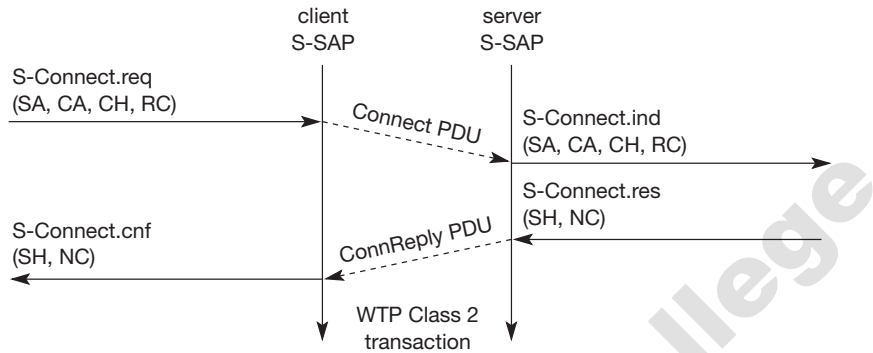 client
S-SAP
server
S-SAP
S-Connect.req
(SA, CA, CH, RC)
Connect PDU
S-Connect.ind
(SA, CA, CH, RC)
S-Connect.res
(SH, NC)
S-Connect.cnf
(SH, NC)
ConnReply PDU
WTP Class 2
transaction
llege